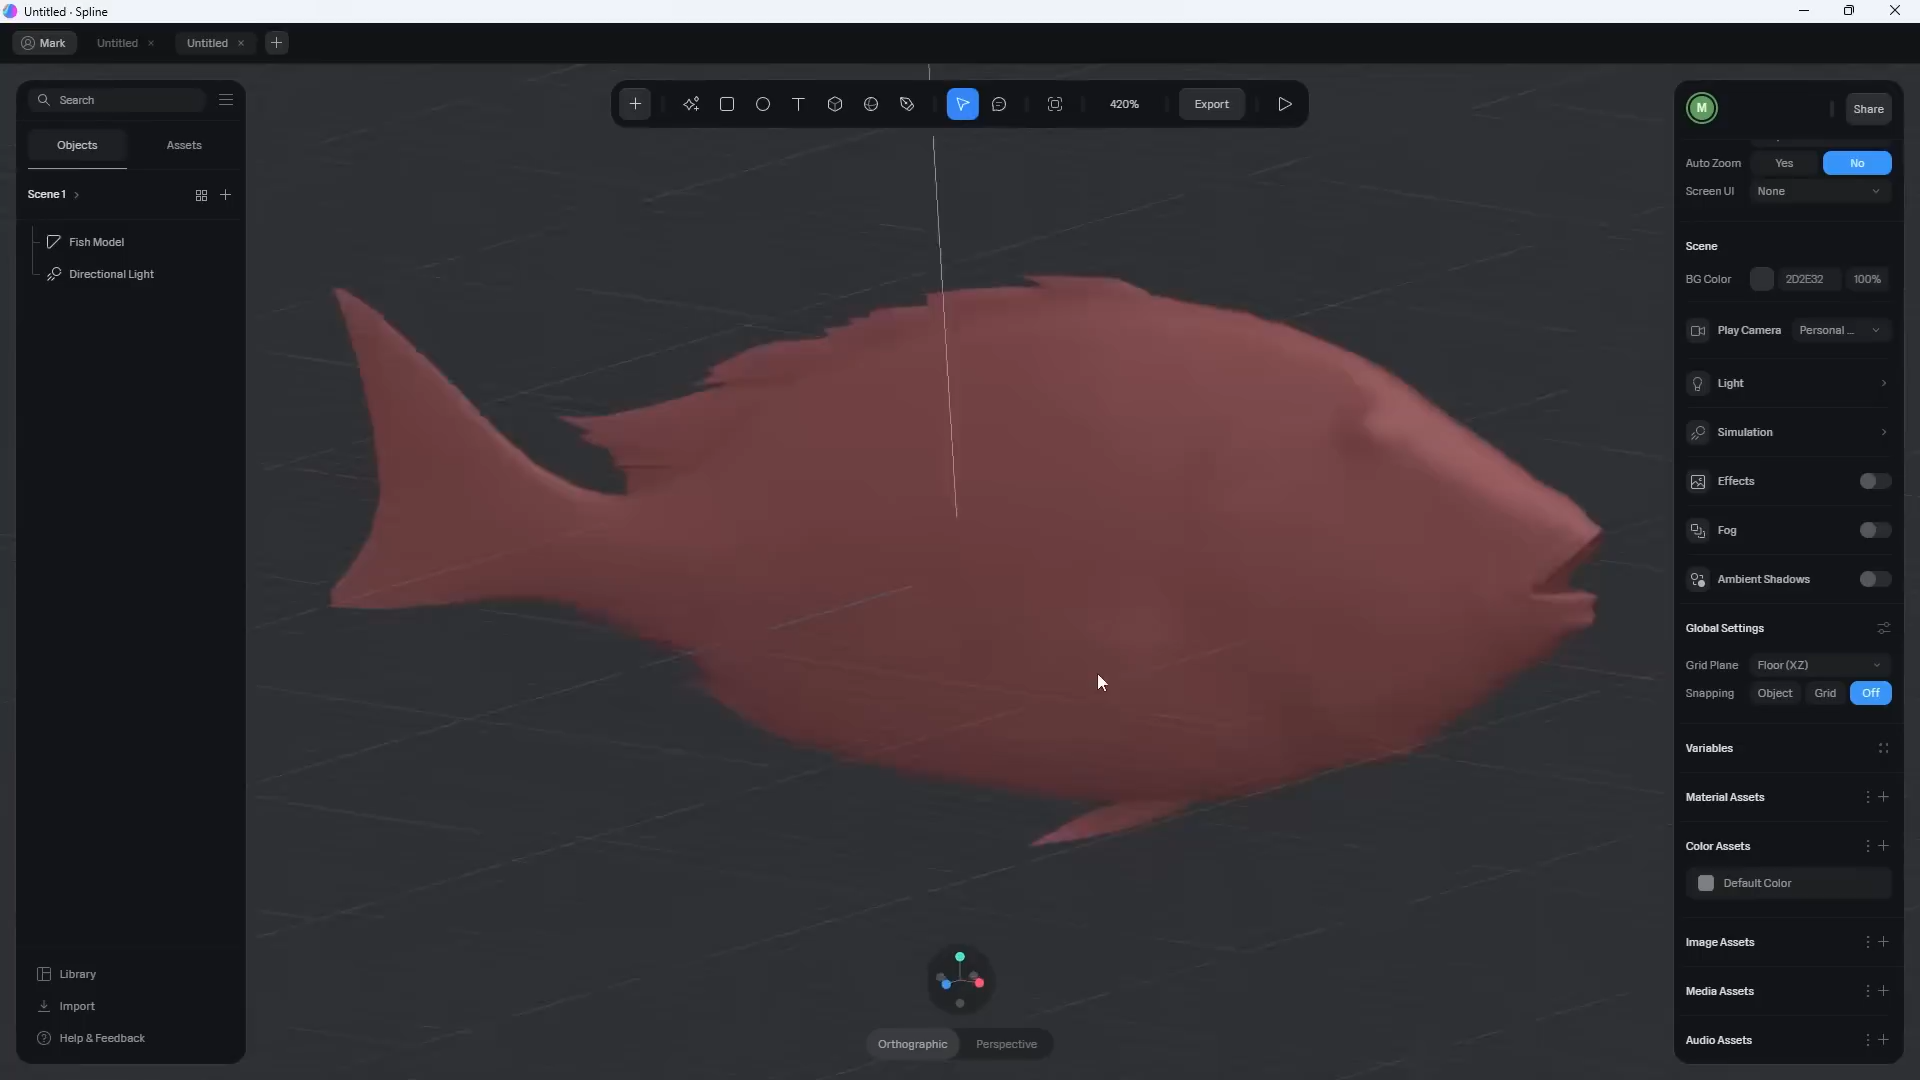 Untitled - Spline
Mark
Untitled
Untitled
Search
420%
Export
M
Share
Objects
Assets
Auto Zoom
Yes
No
Screen UI
None
Scene 1
Fish Model
Directional Light
Scene
BG Color
2D2E32
100%
Play Camera
Personal ...
Light
Simulation
Effects
Fog
Ambient Shadows
Global Settings
Grid Plane
Floor (XZ)
Snapping
Object
Grid
Off
Variables
Material Assets
Color Assets
Default Color
Image Assets
Media Assets
Audio Assets
Library
Import
Help & Feedback
Orthographic
Perspective